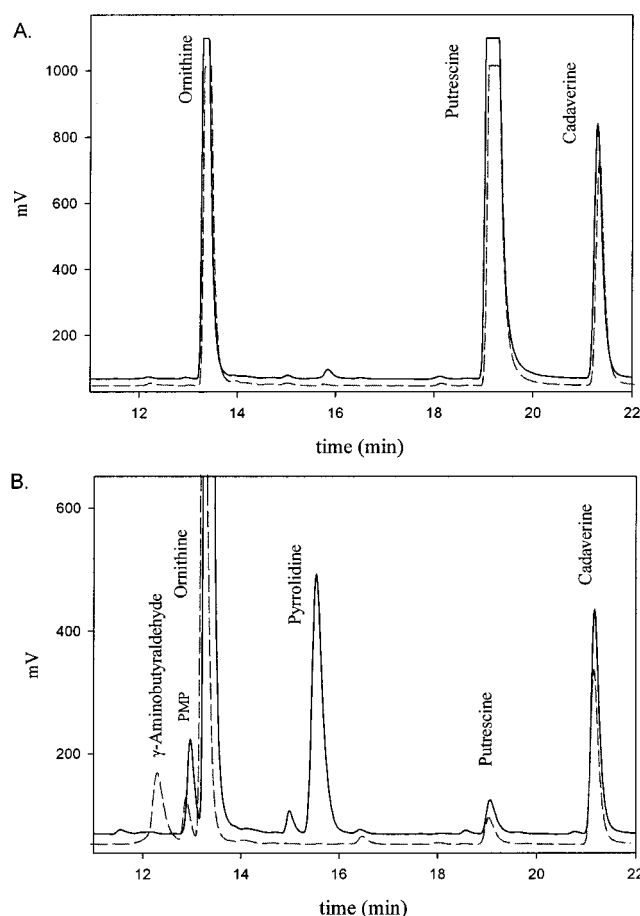 A.
Ornithine
Putrescine
Cadaverine
1000
800
600
400
200
mV
12
14
16
18
20
22
time (min)
B.
γ-Aminobutyraldehyde
PMP
Ornithine
Pyrrolidine
Putrescine
Cadaverine
600
400
200
mV
12
14
16
18
20
22
time (min)